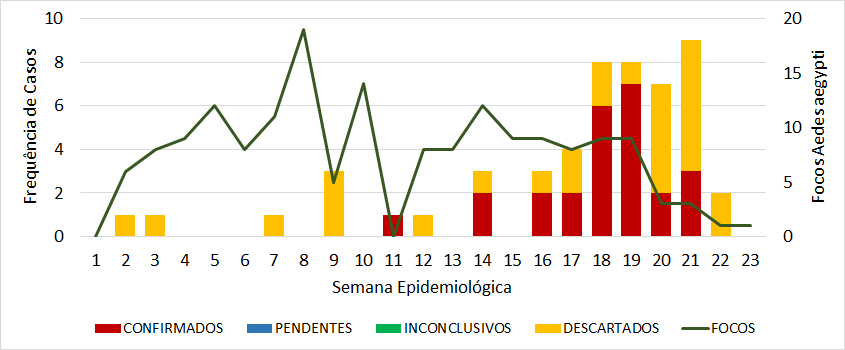 10
8
6
4
2
0
Frequência de Casos
20
15
10
5
0
Focos Aedes aegypti
1 2 3 4 5 6 7 8 9 10 11 12 13 14 15 16 17 18 19 20 21 22 23
Semana Epidemiológica
CONFIRMADOS PENDENTES INCONCLUSIVOS DESCARTADOS FOCOS